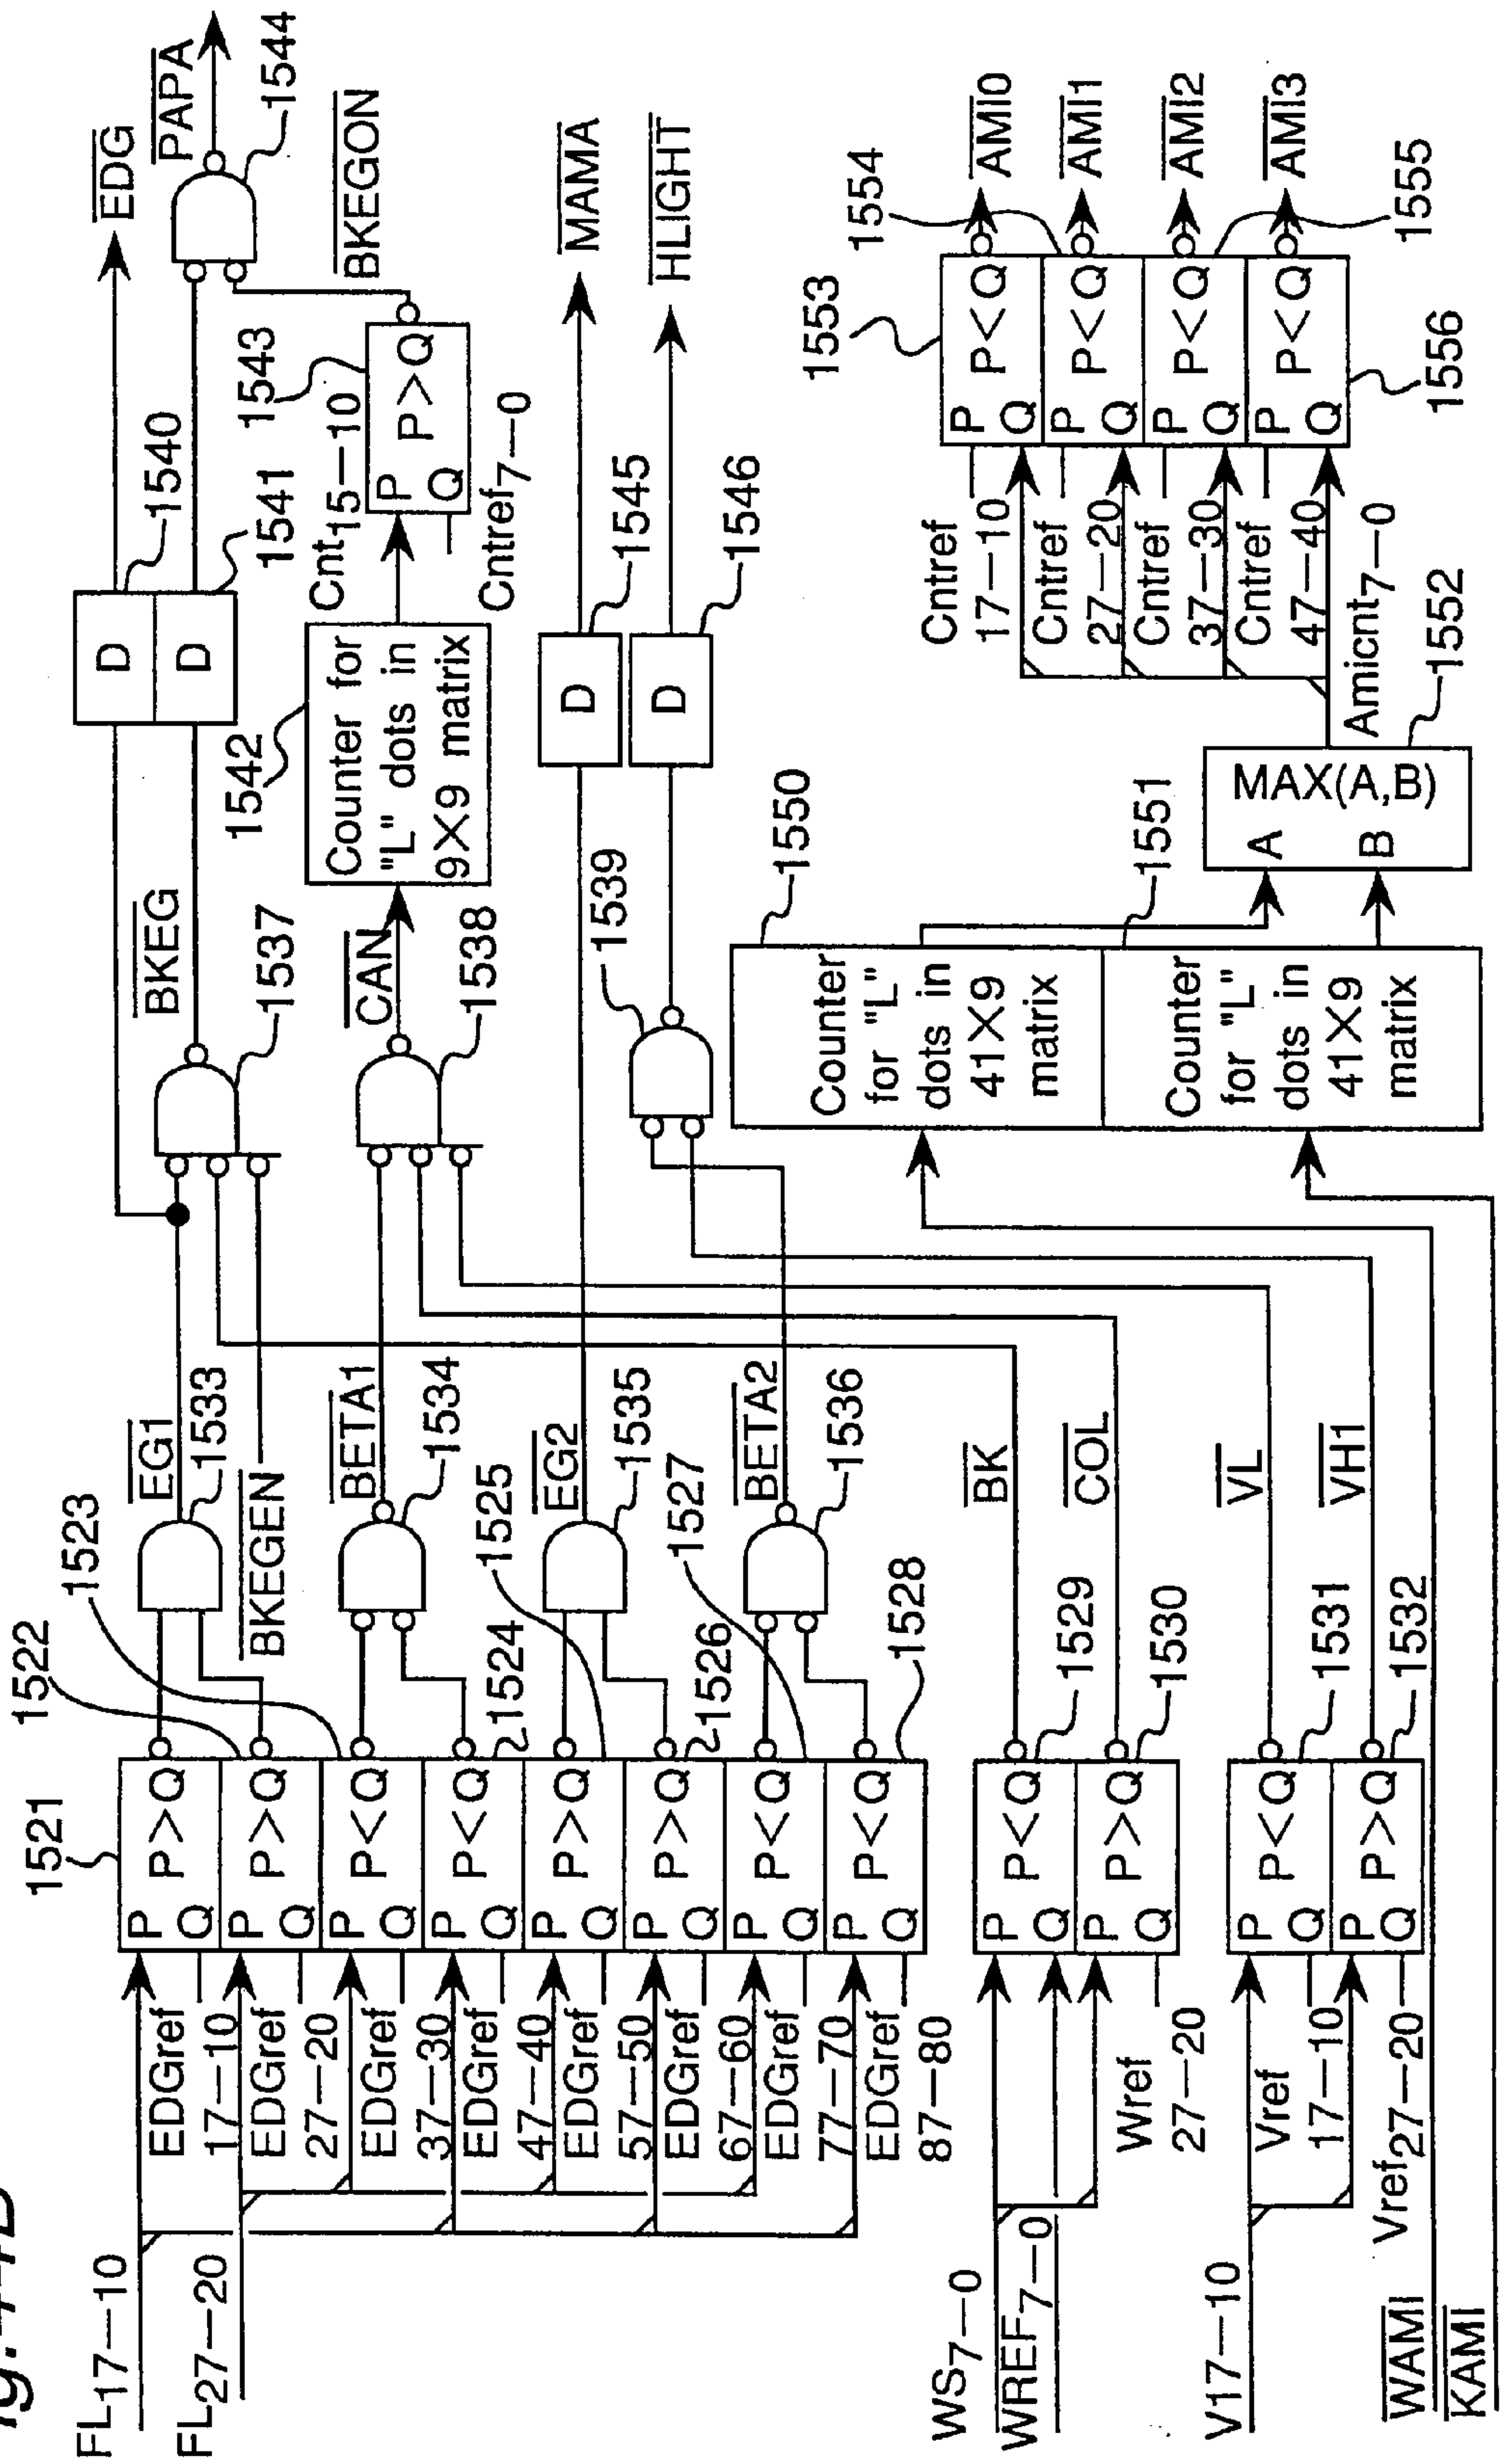 FL17—10
FL27—20
EDGref
17—10
EDGref
27—20
EDGref
37—30
EDGref
47—40
EDGref
57—50
EDGref
67—60
EDGref
77—70
EDGref
87—80
WS7—0
WREF7—0
Wref
27—20
V17—10
Vref
17—10
Vref27—20
WAMI
KAMI
1521
1522
1523
1524
1525
1526
1527
1528
P
Q
P>Q
P
Q
P>Q
P
Q
P<Q
P
Q
P<Q
P
Q
P>Q
P
Q
P>Q
P
Q
P<Q
P
Q
P<Q
P
Q
P<Q
P
Q
P>Q
1529
1530
P
Q
P<Q
P
Q
P>Q
1531
1532
EG1
1533
BKEGEN
BETA1
1534
EG2
1535
BETA2
1536
BK
COL
VL
VH1
BKEG
1537
CAN
1538
1539
D
D
1540
1541
1542
Counter for
"L" dots in
9×9 matrix
Cnt15—10
1543
P
Q
P>Q
Cntref7—0
BKEGON
EDG
PAPA
1544
D
1545
MAMA
D
1546
HLIGHT
1550
Counter
for "L"
dots in
41×9
matrix
1551
Counter
for "L"
dots in
41×9
matrix
MAX(A,B)
A
B
1552
Amicnt7—0
Cntref
17—10
Cntref
27—20
Cntref
37—30
Cntref
47—40
1553
1554
P
Q
P<Q
P
Q
P<Q
P
Q
P<Q
P
Q
P<Q
1555
1556
AMI0
AMI1
AMI2
AMI3